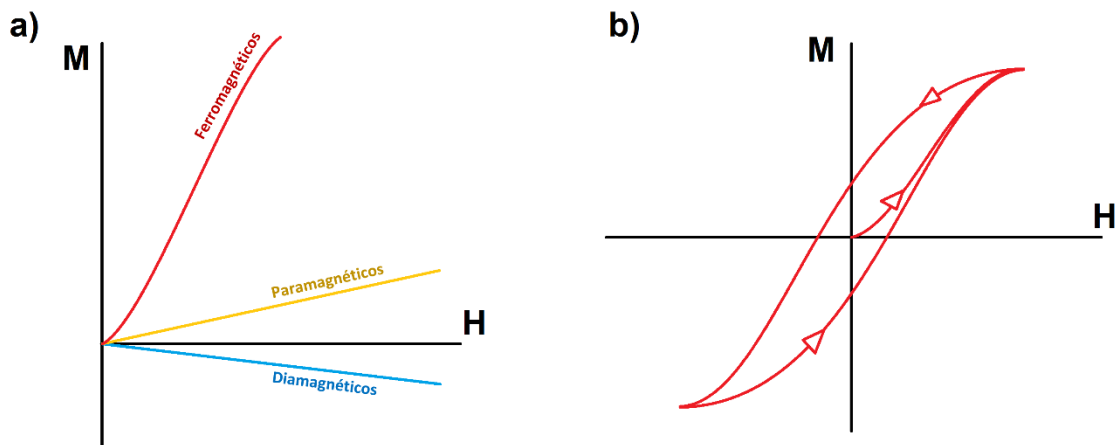 a)
M
Ferromagnéticos
Paramagnéticos
H
Diamagnéticos
b)
M
H